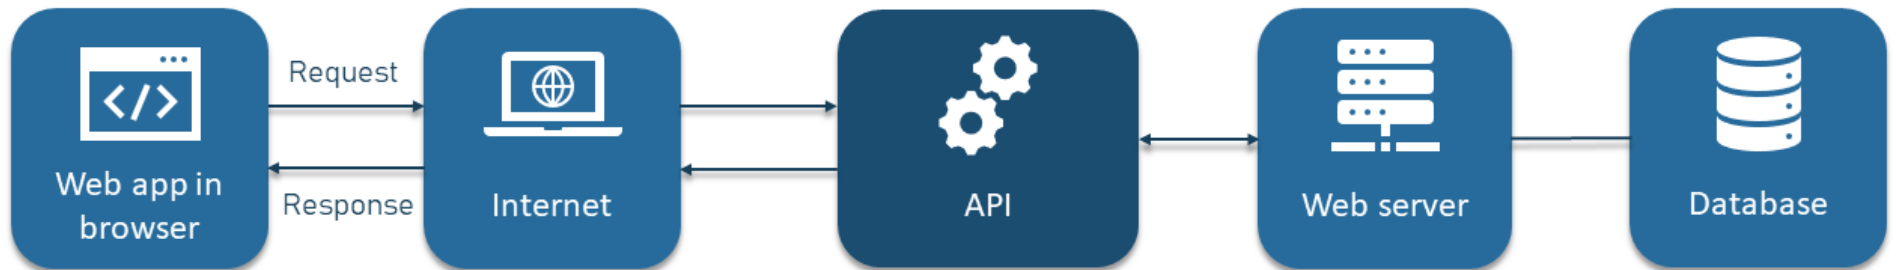 Request
</>
Web app in
browser
Response
Internet
API
Web server
Database